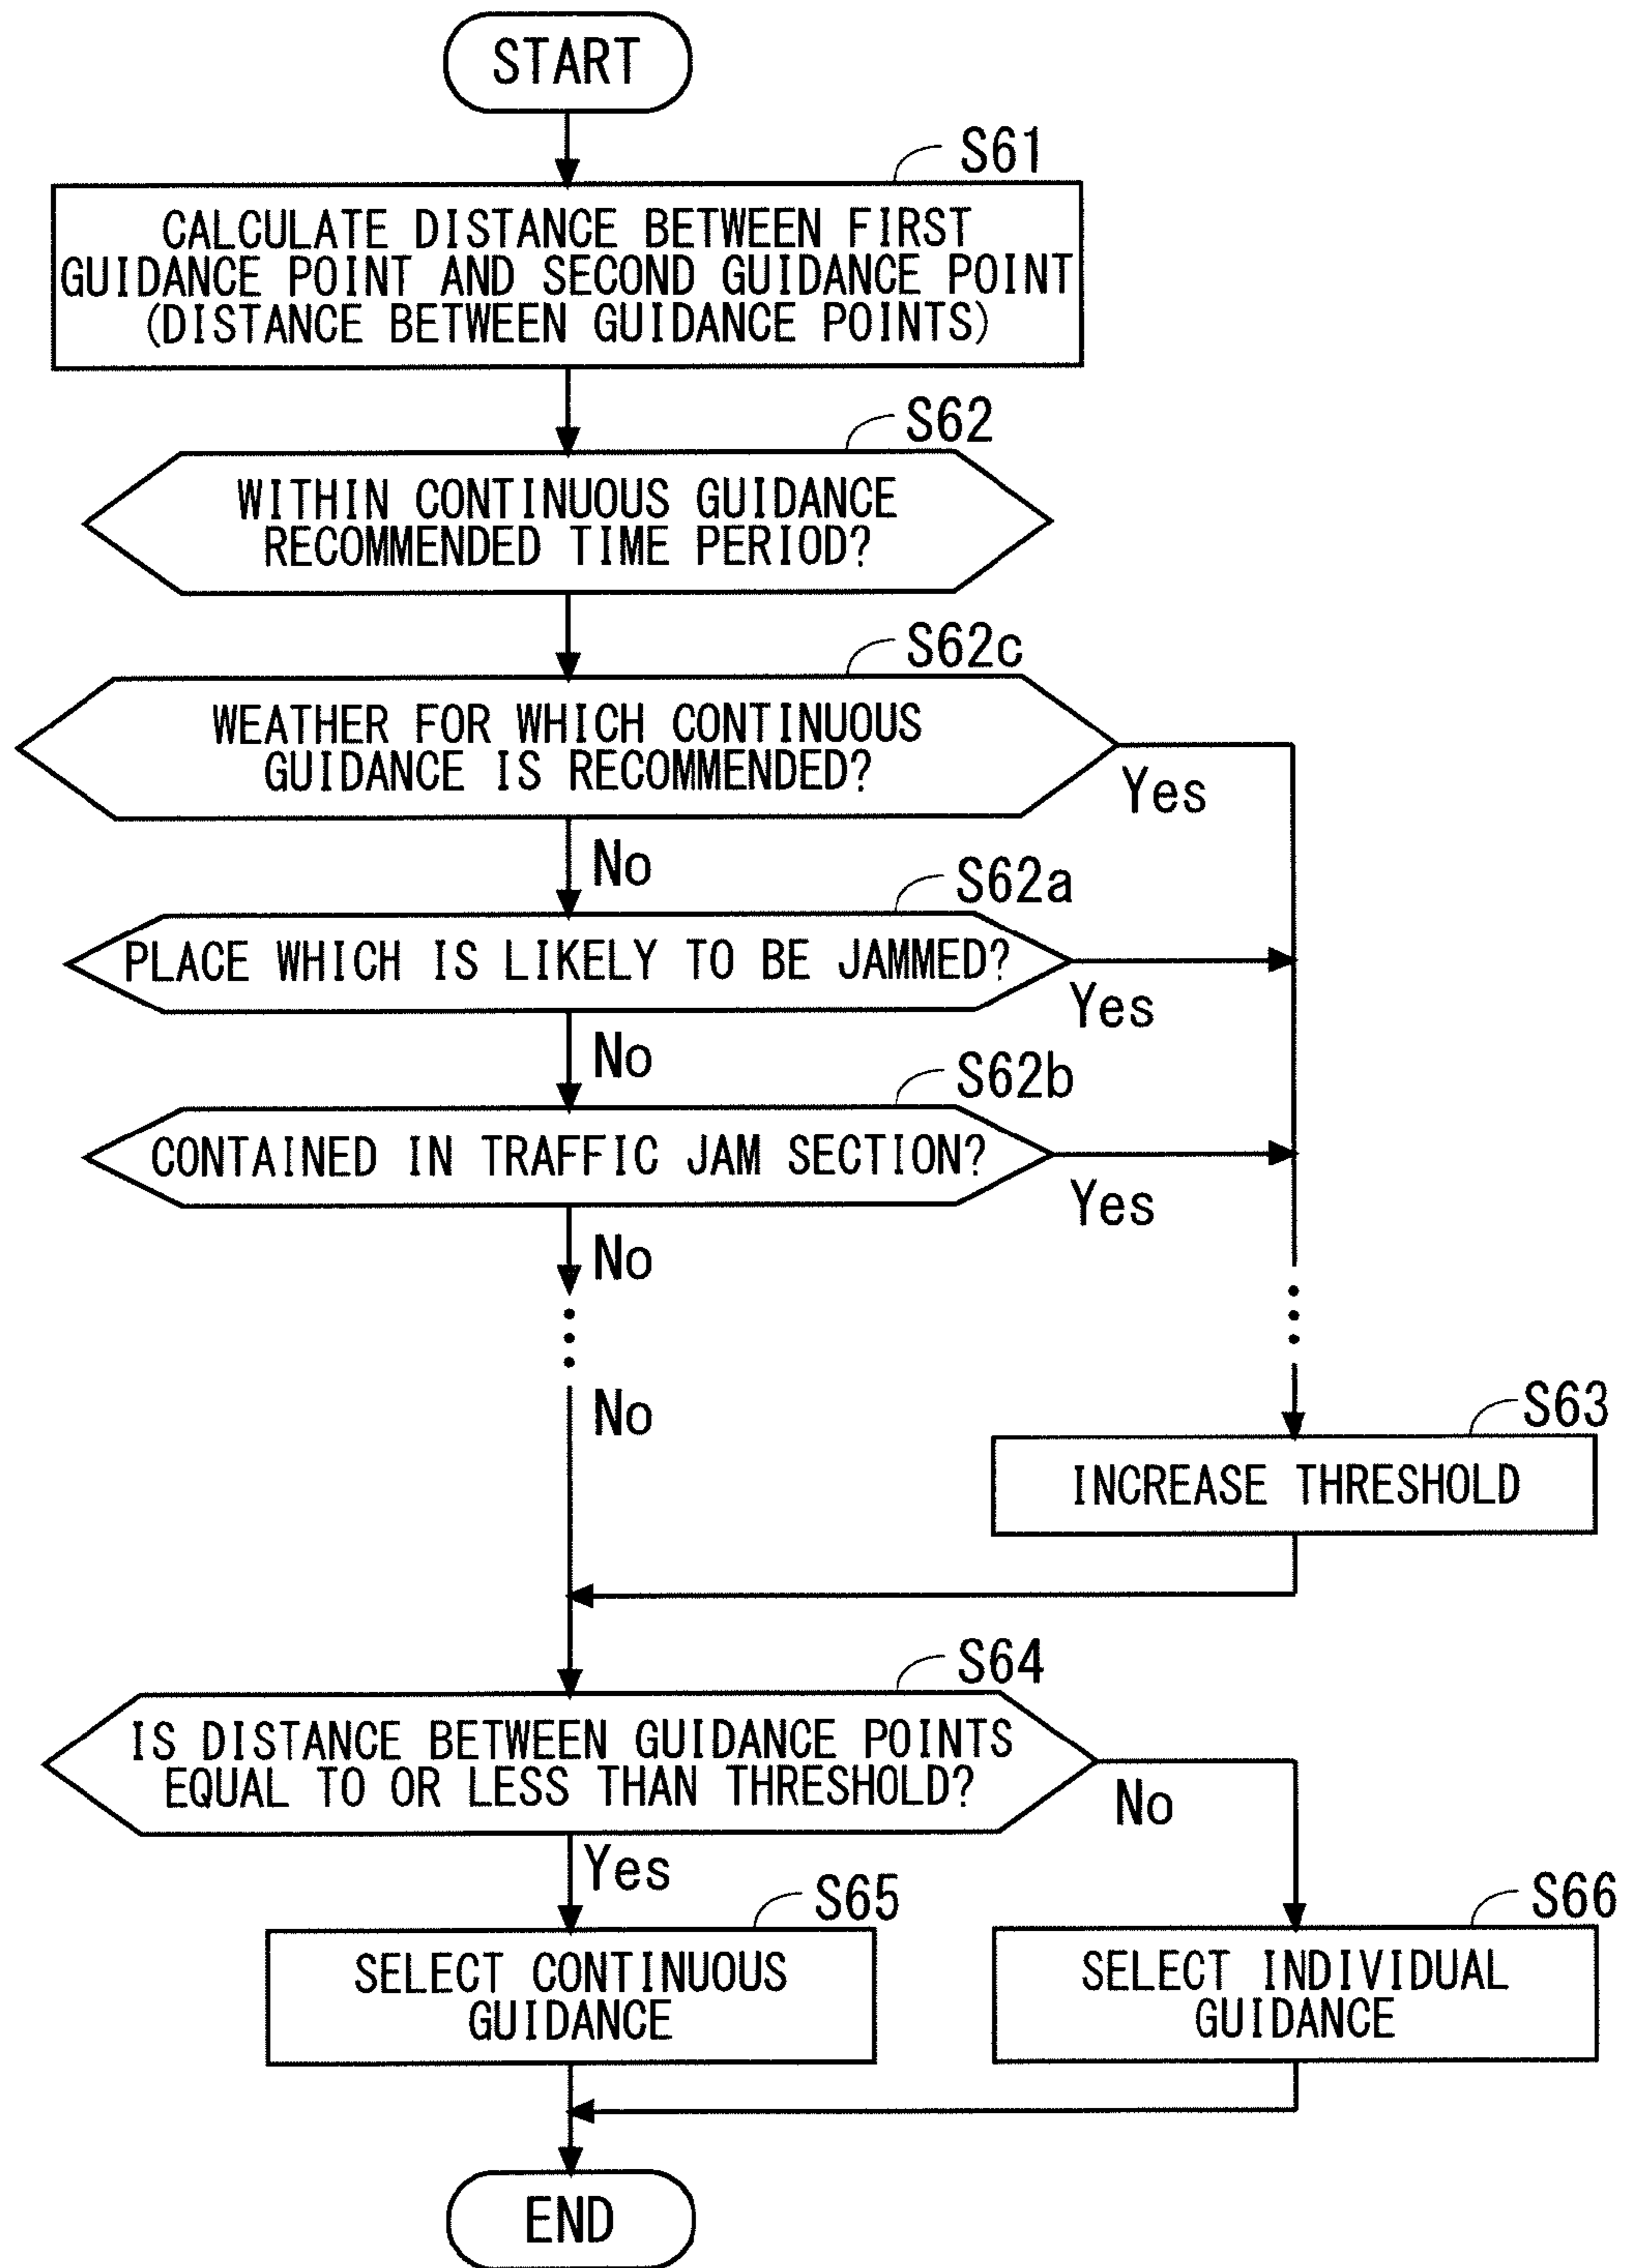 START
S61
CALCULATE DISTANCE BETWEEN FIRST
GUIDANCE POINT AND SECOND GUIDANCE POINT
(DISTANCE BETWEEN GUIDANCE POINTS)
S62
WITHIN CONTINUOUS GUIDANCE
RECOMMENDED TIME PERIOD?
S62c
WEATHER FOR WHICH CONTINUOUS
GUIDANCE IS RECOMMENDED?
Yes
No
S62a
PLACE WHICH IS LIKELY TO BE JAMMED?
Yes
No
S62b
CONTAINED IN TRAFFIC JAM SECTION?
Yes
No
No
S63
INCREASE THRESHOLD
S64
IS DISTANCE BETWEEN GUIDANCE POINTS
EQUAL TO OR LESS THAN THRESHOLD?
No
Yes
S65
SELECT CONTINUOUS
GUIDANCE
S66
SELECT INDIVIDUAL
GUIDANCE
END